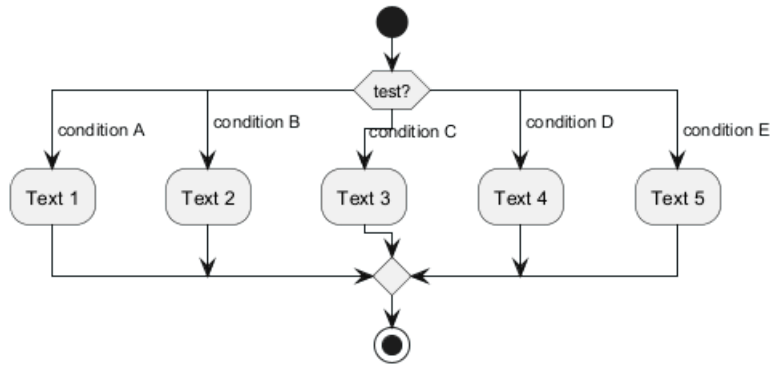 test?
condition A
condition B
condition C
condition D
condition E
Text 1
Text 2
Text 3
Text 4
Text 5